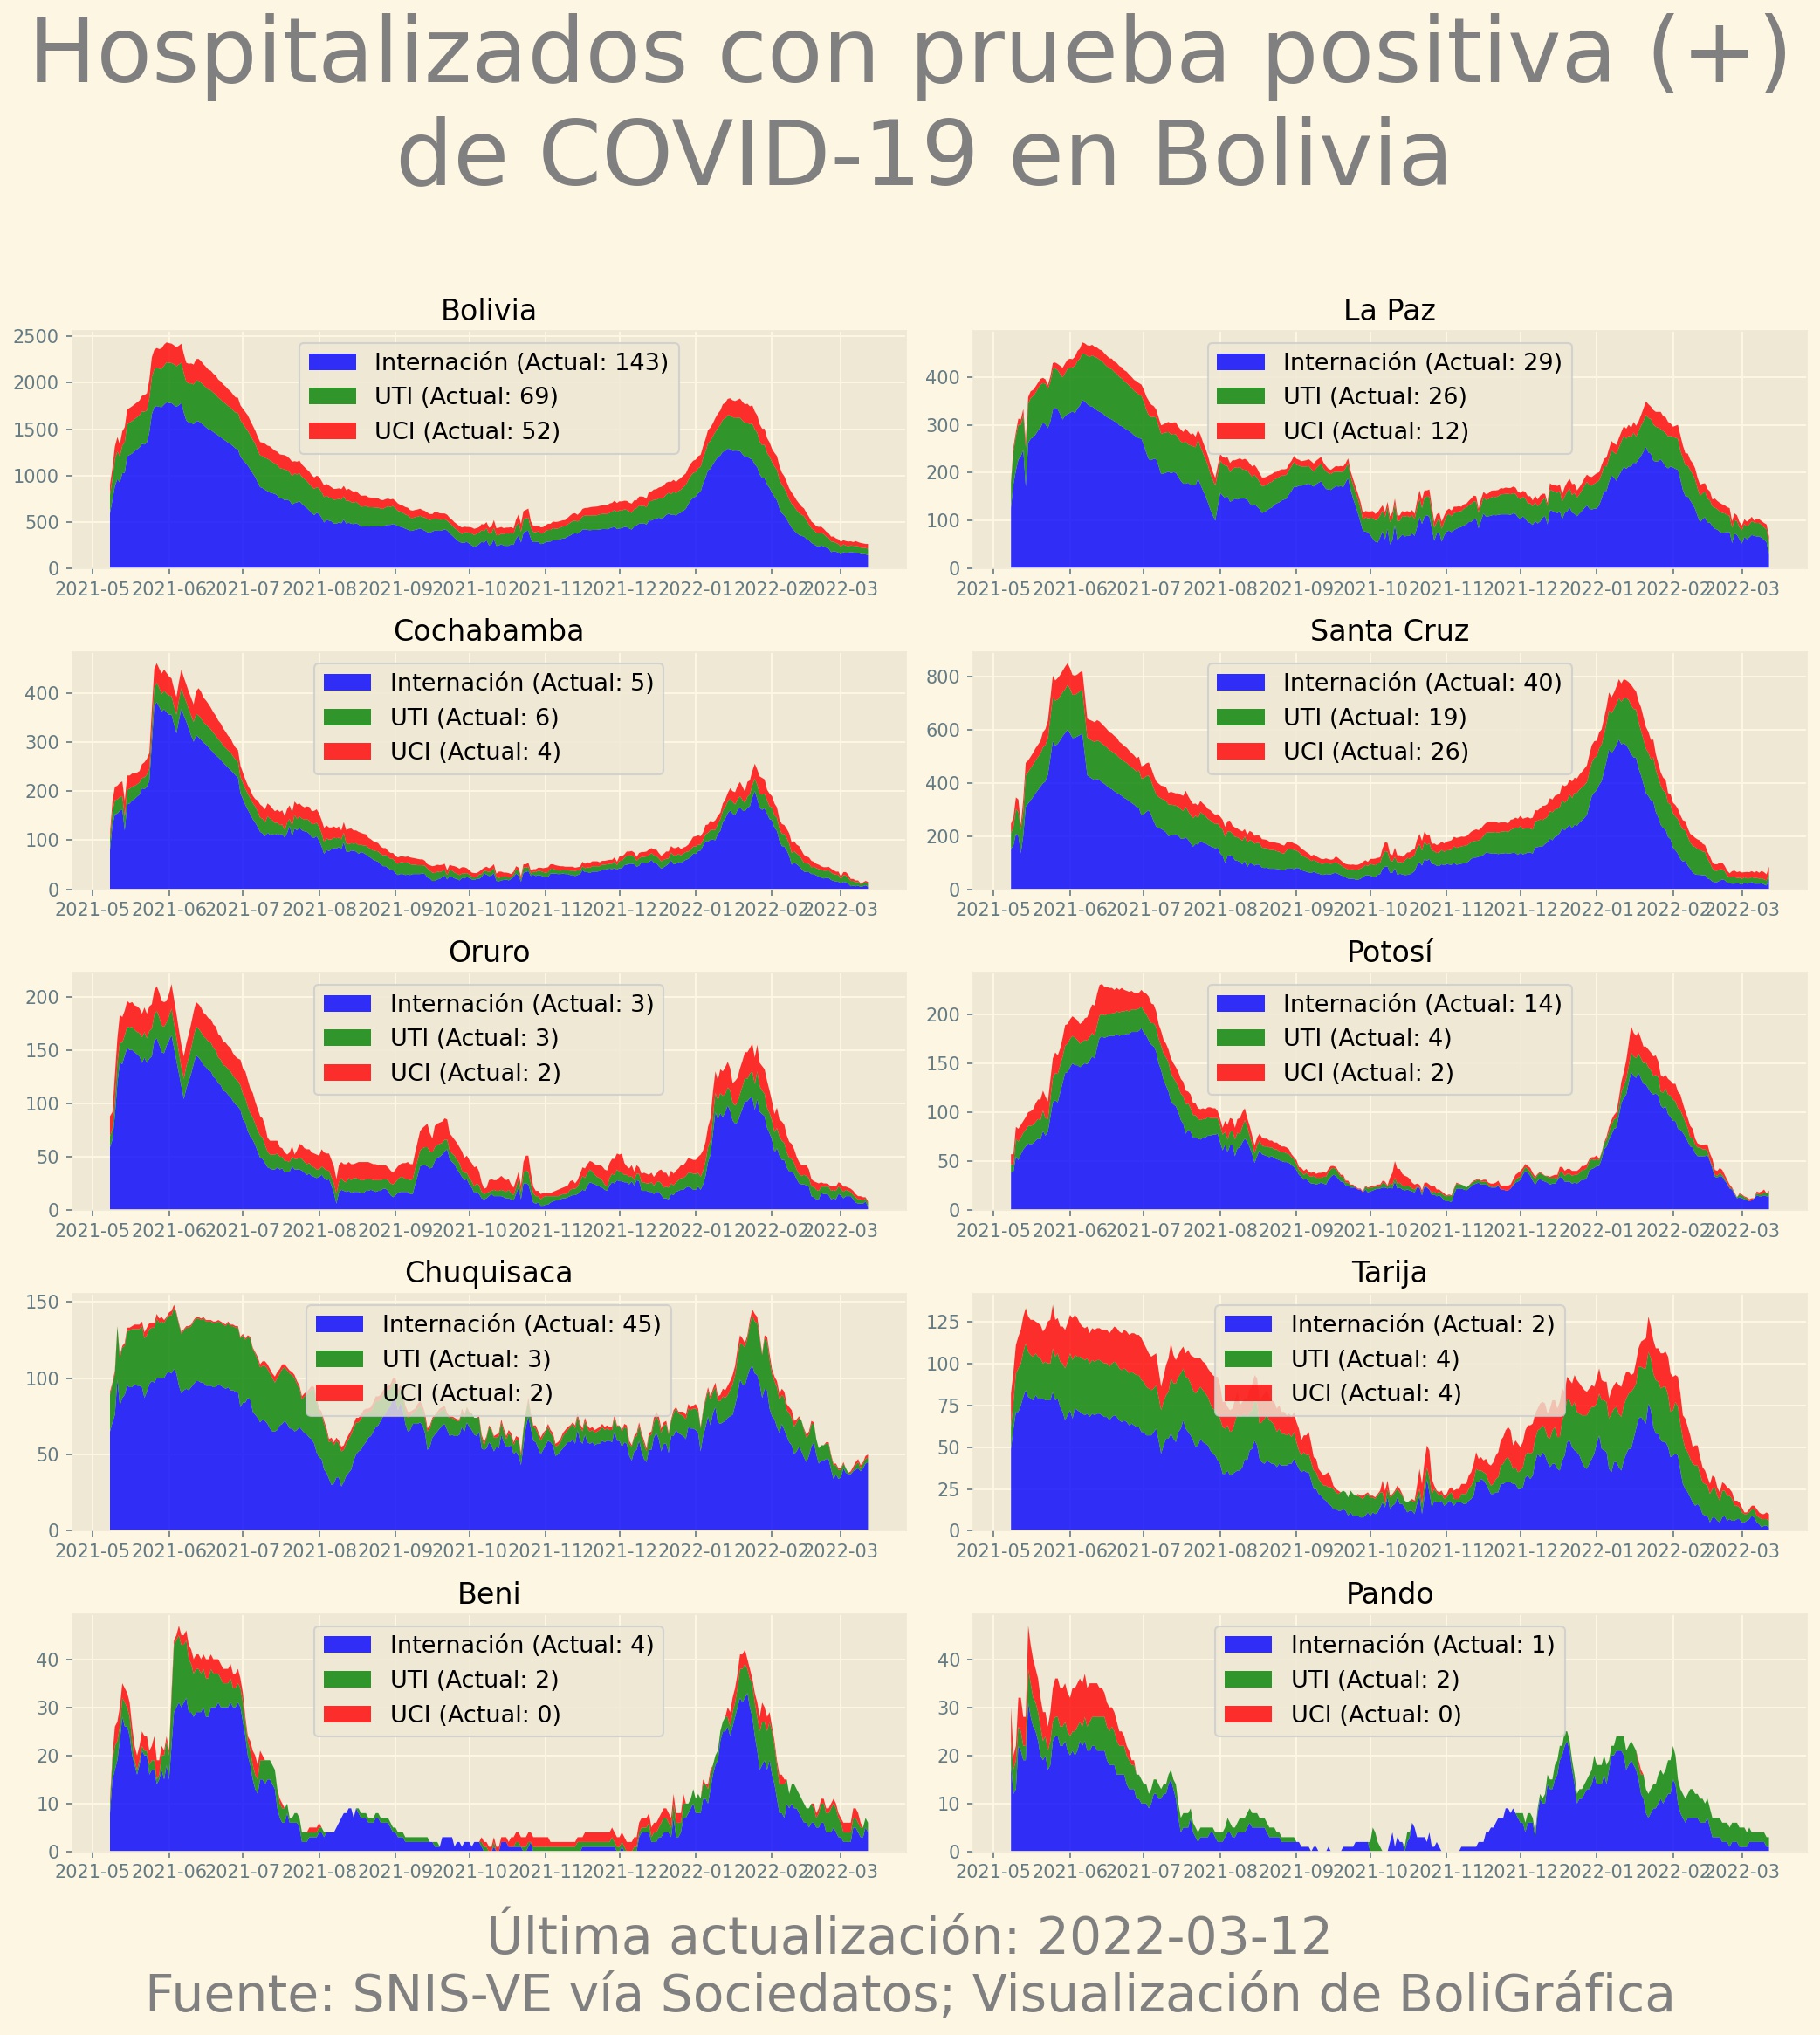 Hospitalizados con prueba positiva (+)
de COVID-19 en Bolivia
Bolivia
2500
2000
1500
1000
500
0
Internación (Actual: 143)
UTI (Actual: 69)
UCI (Actual: 52)
2021-05 2021-06 2021-07 2021-08 2021-09 2021-10 2021-11 2021-12 2022-01 2022-02 2022-03
La Paz
400
300
200
100
0
Internación (Actual: 29)
UTI (Actual: 26)
UCI (Actual: 12)
2021-05 2021-06 2021-07 2021-08 2021-09 2021-10 2021-11 2021-12 2022-01 2022-02 2022-03
Cochabamba
400
300
200
100
0
Internación (Actual: 5)
UTI (Actual: 6)
UCI (Actual: 4)
2021-05 2021-06 2021-07 2021-08 2021-09 2021-10 2021-11 2021-12 2022-01 2022-02 2022-03
Santa Cruz
800
600
400
200
0
Internación (Actual: 40)
UTI (Actual: 19)
UCI (Actual: 26)
2021-05 2021-06 2021-07 2021-08 2021-09 2021-10 2021-11 2021-12 2022-01 2022-02 2022-03
Oruro
200
150
100
50
0
Internación (Actual: 3)
UTI (Actual: 3)
UCI (Actual: 2)
2021-05 2021-06 2021-07 2021-08 2021-09 2021-10 2021-11 2021-12 2022-01 2022-02 2022-03
Potosí
200
150
100
50
0
Internación (Actual: 14)
UTI (Actual: 4)
UCI (Actual: 2)
2021-05 2021-06 2021-07 2021-08 2021-09 2021-10 2021-11 2021-12 2022-01 2022-02 2022-03
Chuquisaca
150
100
50
0
Internación (Actual: 45)
UTI (Actual: 3)
UCI (Actual: 2)
2021-05 2021-06 2021-07 2021-08 2021-09 2021-10 2021-11 2021-12 2022-01 2022-02 2022-03
Tarija
125
100
75
50
25
0
Internación (Actual: 2)
UTI (Actual: 4)
UCI (Actual: 4)
2021-05 2021-06 2021-07 2021-08 2021-09 2021-10 2021-11 2021-12 2022-01 2022-02 2022-03
Beni
40
30
20
10
0
Internación (Actual: 4)
UTI (Actual: 2)
UCI (Actual: 0)
2021-05 2021-06 2021-07 2021-08 2021-09 2021-10 2021-11 2021-12 2022-01 2022-02 2022-03
Pando
40
30
20
10
0
Internación (Actual: 1)
UTI (Actual: 2)
UCI (Actual: 0)
2021-05 2021-06 2021-07 2021-08 2021-09 2021-10 2021-11 2021-12 2022-01 2022-02 2022-03
Última actualización: 2022-03-12
Fuente: SNIS-VE vía Sociedatos; Visualización de BoliGráfica